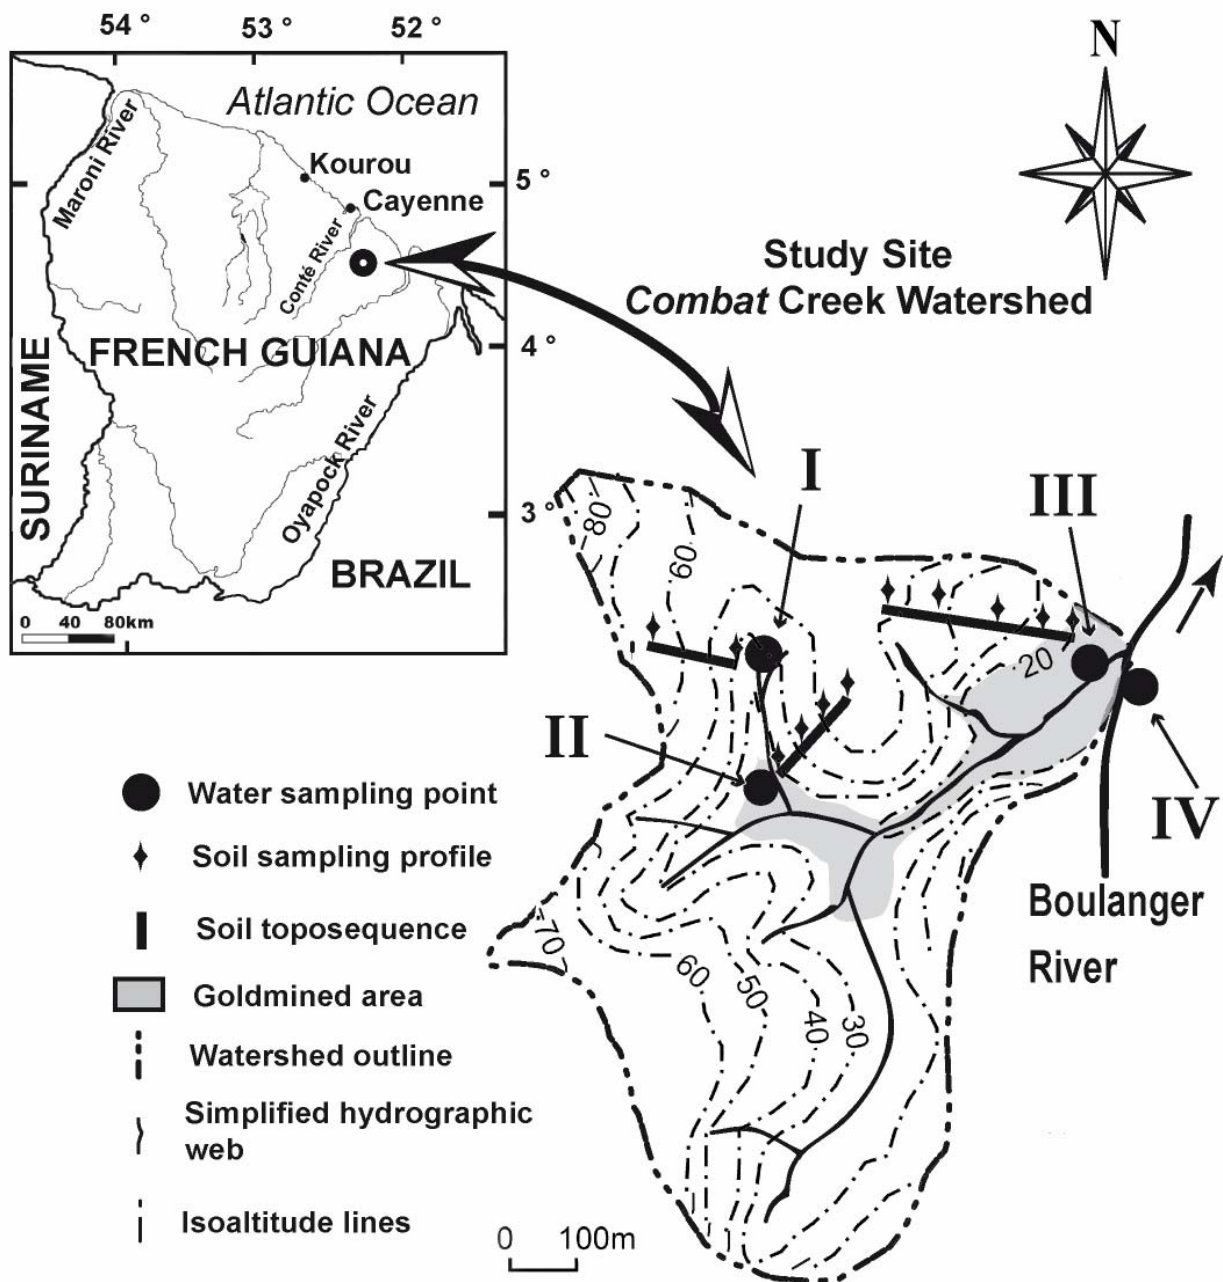 54 °
53 °
52 °
N
Atlantic Ocean
Maroni River
Kourou
5 °
Cayenne
Conté River
Study Site
Combat Creek Watershed
FRENCH GUIANA
4 °
SURINAME
Oyapock River
3 °
BRAZIL
0 40 80km
I
III
80
60
20
II
IV
Water sampling point
Soil sampling profile
Boulanger
River
Soil toposequence
70
60
50
40
30
Goldmined area
Watershed outline
Simplified hydrographic
web
Isoaltitude lines
0 100m